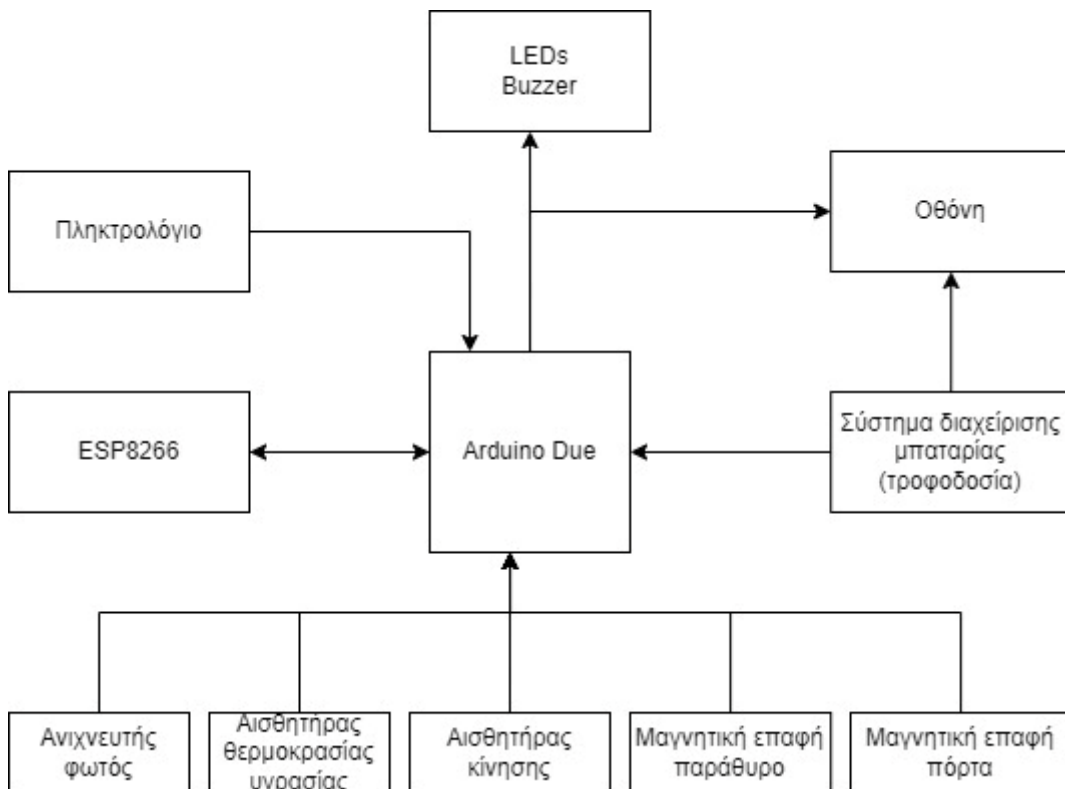 LEDs
Buzzer
Πληκτρολόγιο
Οθόνη
ESP8266
Arduino Due
Σύστημα διαχείρισης
μπαταρίας
(τροφοδοσία)
Ανιχνευτής
φωτός
Αισθητήρας
θερμοκρασίας
υγρασίας
Αισθητήρας
κίνησης
Μαγνητική επαφή
παράθυρο
Μαγνητική επαφή
πόρτα